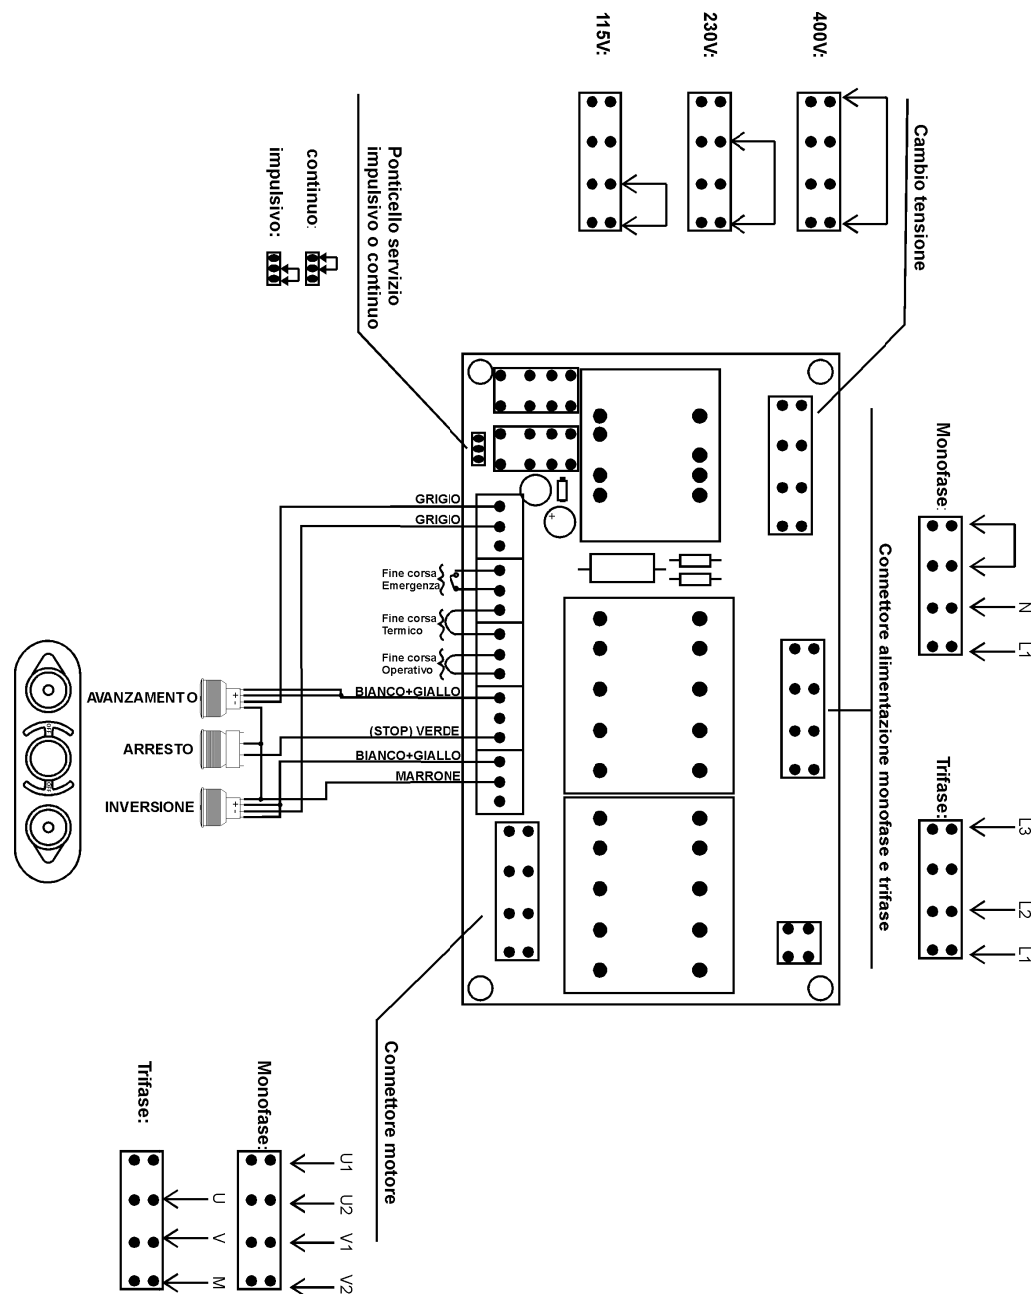 115V:
230V:
400V:
Cambio tensione
Ponticello servizio
impulsivo o continuo
continuo:
impulsivo:
Monofase:
N
L1
Connettore alimentazione monofase e trifase
Trifase:
L3
L2
L1
GRIGIO
GRIGIO
Fine corsa
Emergenza
Fine corsa
Termico
Fine corsa
Operativo
BIANCO+GIALLO
(STOP) VERDE
BIANCO+GIALLO
MARRONE
AVANZAMENTO
+
-
ARRESTO
INVERSIONE
+
-
+
Connettore motore
Monofase:
U1
U2
V1
V2
Trifase:
U
V
M